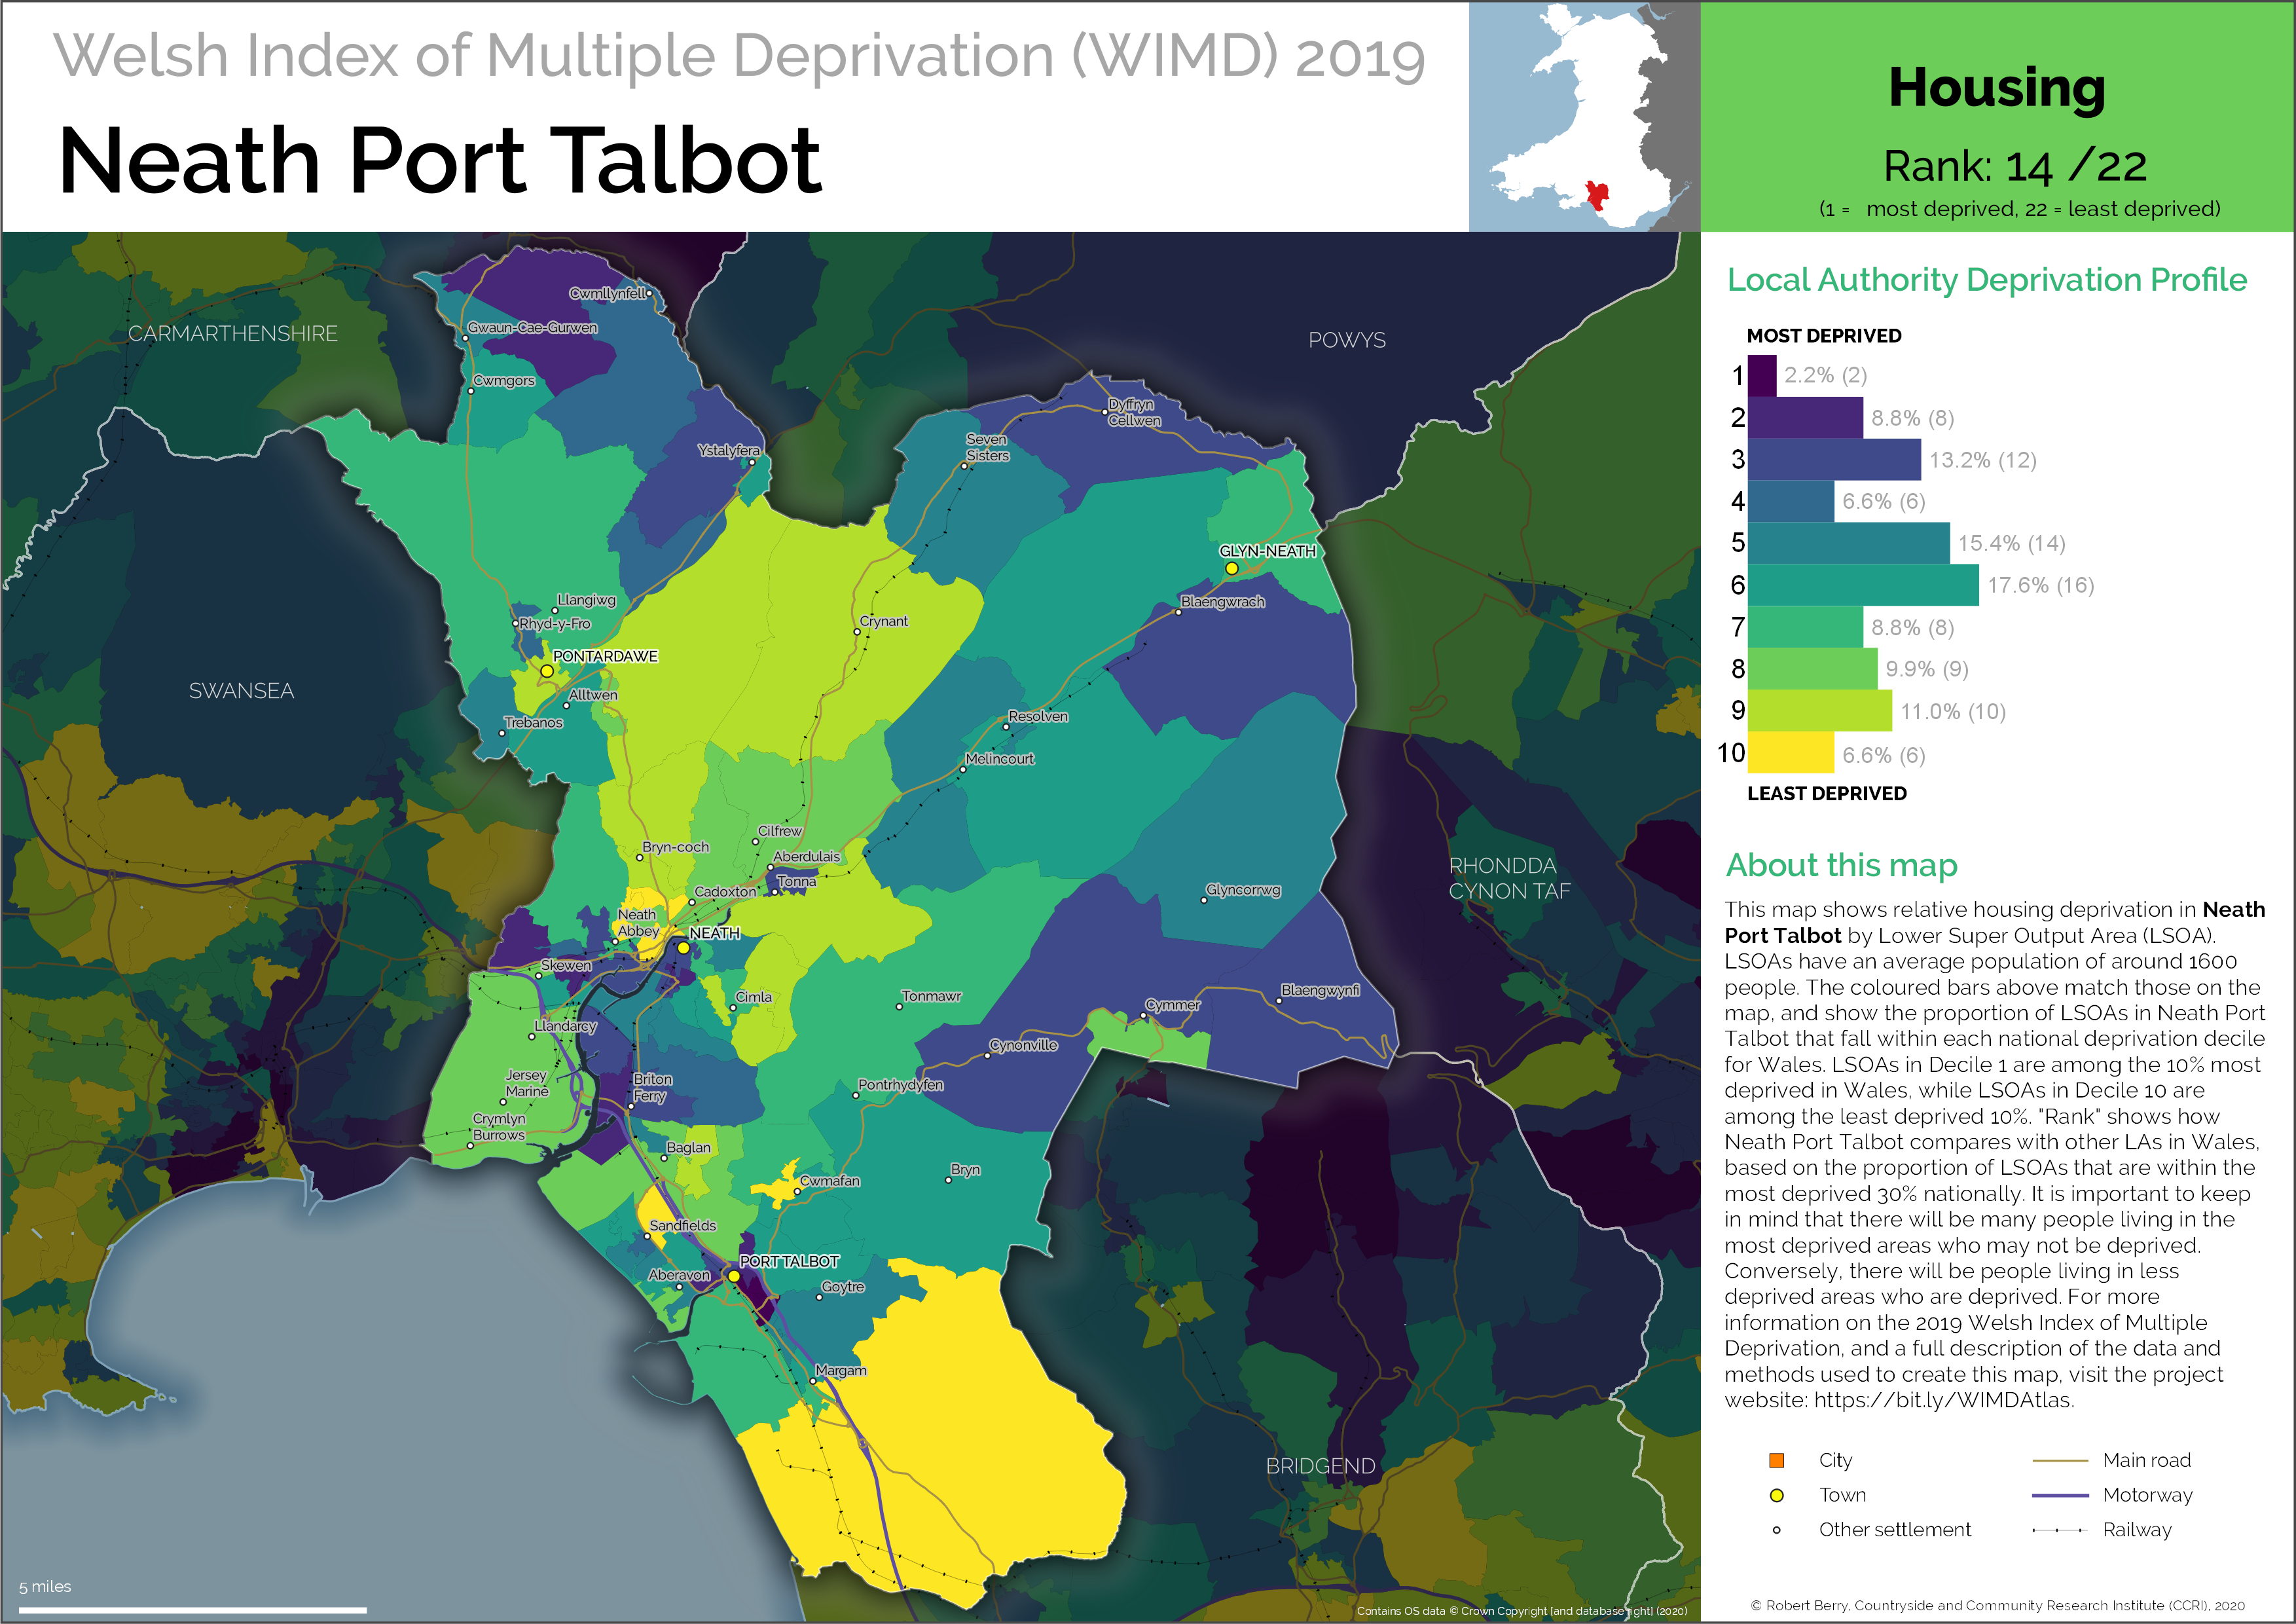 Welsh Index of Multiple Deprivation (WIMD) 2019
Neath Port Talbot
Housing
Rank: 14 /22
(1 = most deprived, 22 = least deprived)
CARMARTHENSHIRE
POWYS
SWANSEA
RHONDDA
CYNON TAF
BRIDGEND
Cwmllynfell
Gwaun-Cae-Gurwen
Cwmgors
Ystalyfera
Dyffryn
Cellwen
Seven
Sisters
GLYN-NEATH
Blaengwrach
Llangiwg
Rhyd-y-Fro
Crynant
PONTARDAWE
Alltwen
Trebanos
Resolven
Melincourt
Cilfrew
Bryn-coch
Aberdulais
Tonna
Cadoxton
Glyncorrwg
Neath
Abbey
NEATH
Skewen
Cimla
Tonmawr
Blaengwynfi
Cymmer
Llandarcy
Cynonville
Jersey
Marine
Briton
Ferry
Pontrhydyfen
Crymlyn
Burrows
Baglan
Bryn
Cwmafan
Sandfields
PORT TALBOT
Aberavon
Goytre
Margam
5 miles
Contains OS data © Crown Copyright [and database right] (2020)
Local Authority Deprivation Profile
MOST DEPRIVED
1 2.2% (2)
2 8.8% (8)
3 13.2% (12)
4 6.6% (6)
5 15.4% (14)
6 17.6% (16)
7 8.8% (8)
8 9.9% (9)
9 11.0% (10)
10 6.6% (6)
LEAST DEPRIVED
About this map
This map shows relative housing deprivation in Neath
Port Talbot by Lower Super Output Area (LSOA).
LSOAs have an average population of around 1600
people. The coloured bars above match those on the
map, and show the proportion of LSOAs in Neath Port
Talbot that fall within each national deprivation decile
for Wales. LSOAs in Decile 1 are among the 10% most
deprived in Wales, while LSOAs in Decile 10 are
among the least deprived 10%. "Rank" shows how
Neath Port Talbot compares with other LAs in Wales,
based on the proportion of LSOAs that are within the
most deprived 30% nationally. It is important to keep
in mind that there will be many people living in the
most deprived areas who may not be deprived.
Conversely, there will be people living in less
deprived areas who are deprived. For more
information on the 2019 Welsh Index of Multiple
Deprivation, and a full description of the data and
methods used to create this map, visit the project
website: https://bit.ly/WIMDAtlas.
City
Town
Other settlement
Main road
Motorway
Railway
© Robert Berry, Countryside and Community Research Institute (CCRI), 2020